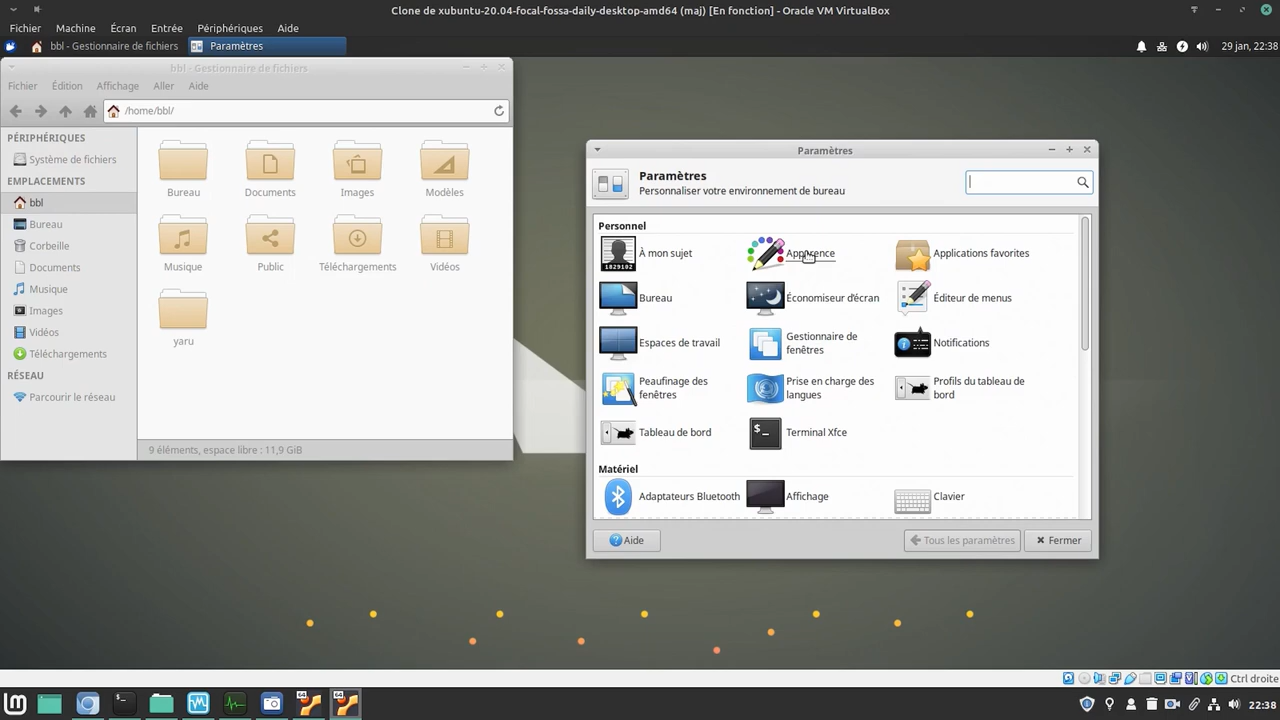 Clone de xubuntu-20.04-focal-fossa-daily-desktop-amd64 (maj) [En fonction] - Oracle VM VirtualBox
Fichier Machine Écran Entrée Périphériques Aide
bbl - Gestionnaire de fichiers Paramètres 29 jan, 22:38
bbl - Gestionnaire de fichiers
Fichier Édition Affichage Aller Aide
/home/bbl/
PÉRIPHÉRIQUES
Système de fichiers
EMPLACEMENTS
bbl
Bureau
Corbeille
Documents
Musique
Images
Vidéos
Téléchargements
RÉSEAU
Parcourir le réseau
Bureau Documents Images Modèles
Musique Public Téléchargements Vidéos
yaru
9 éléments, espace libre : 11,9 GiB
Paramètres
Paramètres
Personnaliser votre environnement de bureau
Personnel
1829102
À mon sujet Apparence Applications favorites
Bureau Économiseur d'écran Éditeur de menus
Espaces de travail Gestionnaire de fenêtres Notifications
Peaufinage des fenêtres Prise en charge des langues Profils du tableau de bord
Tableau de bord Terminal Xfce
Matériel
Adaptateurs Bluetooth Affichage Clavier
Aide Tous les paramètres Fermer
Ctrl droite
64 64
22:38